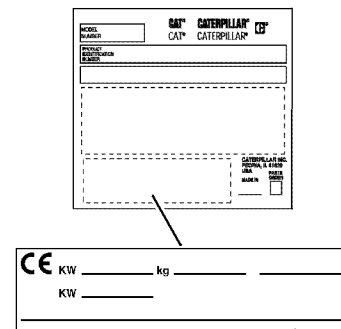 MODEL NUMBER
CAT® CATERPILLAR®
CAT® CATERPILLAR®
PRODUCT IDENTIFICATION NUMBER
CATERPILLAR INC.
PEORIA, IL 61629
USA
MADE IN
PARTS ORDER
CE KW kg
KW